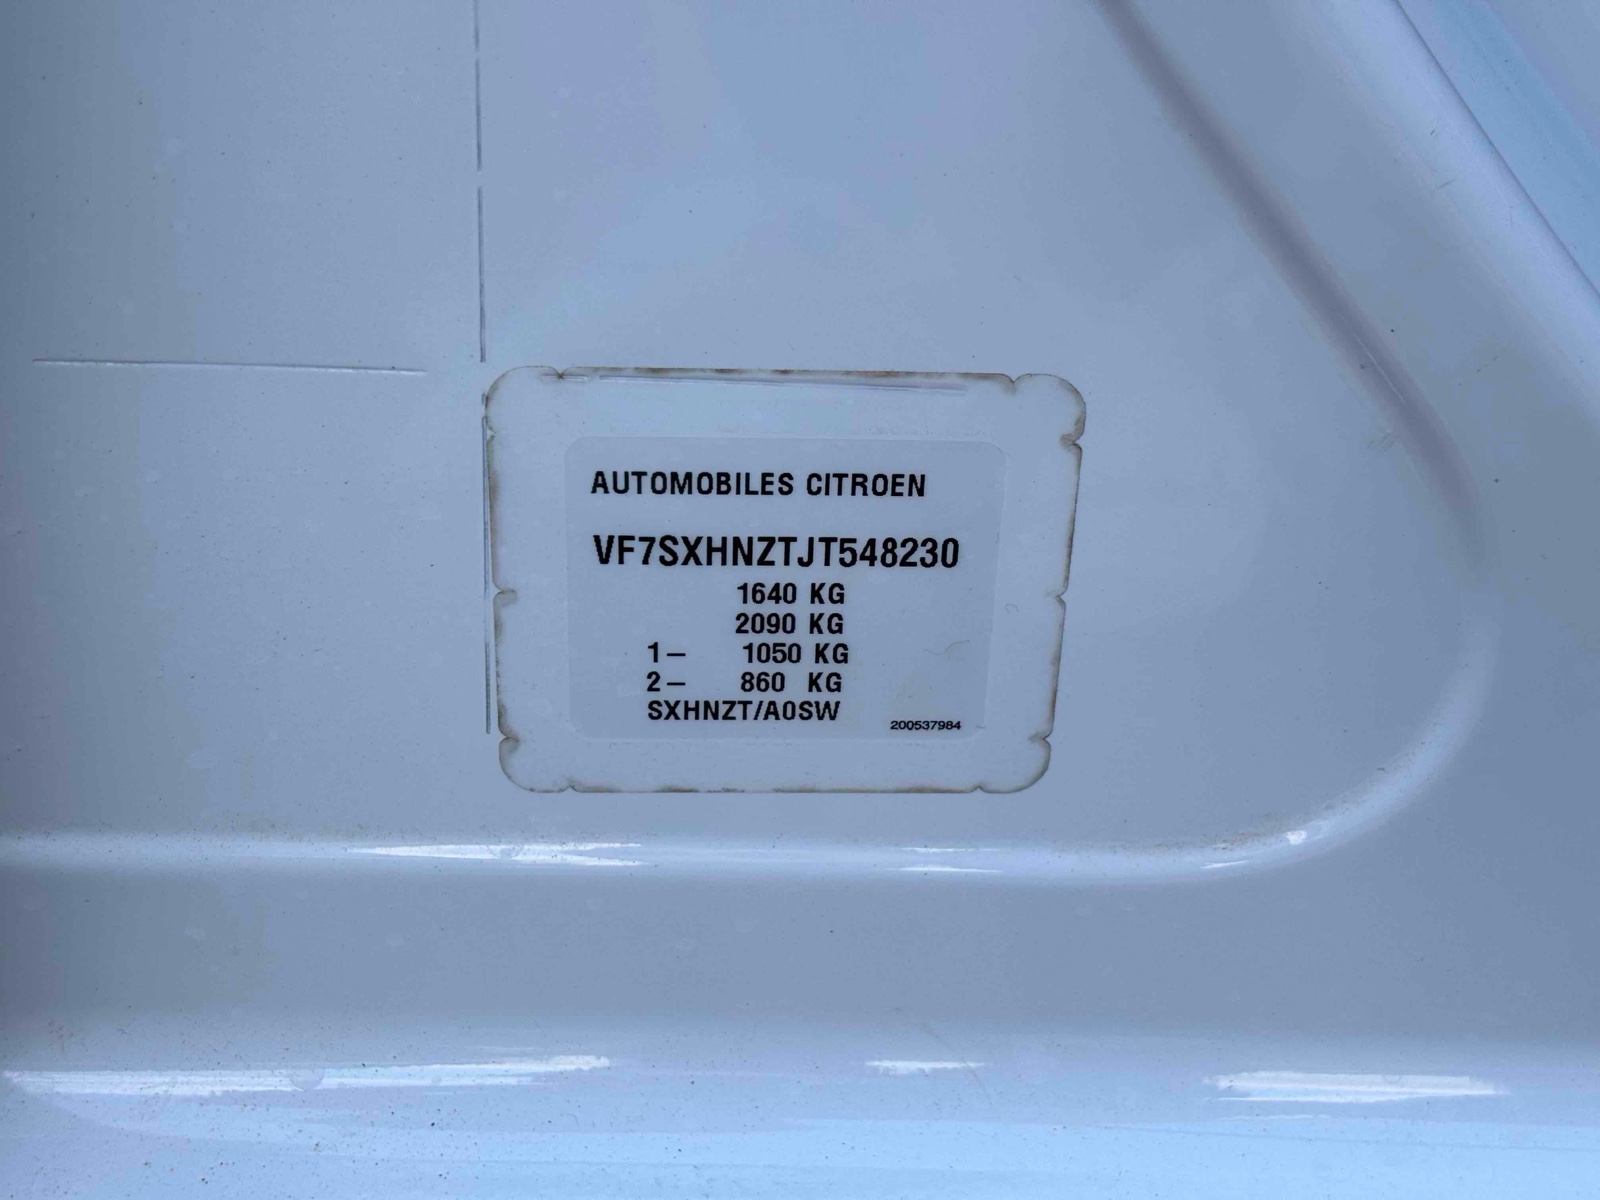 AUTOMOBILES CITROEN
VF7SXHNZTJT548230
1640 KG
2090 KG
1– 1050 KG
2– 860 KG
SXHNZT/A0SW
200537984